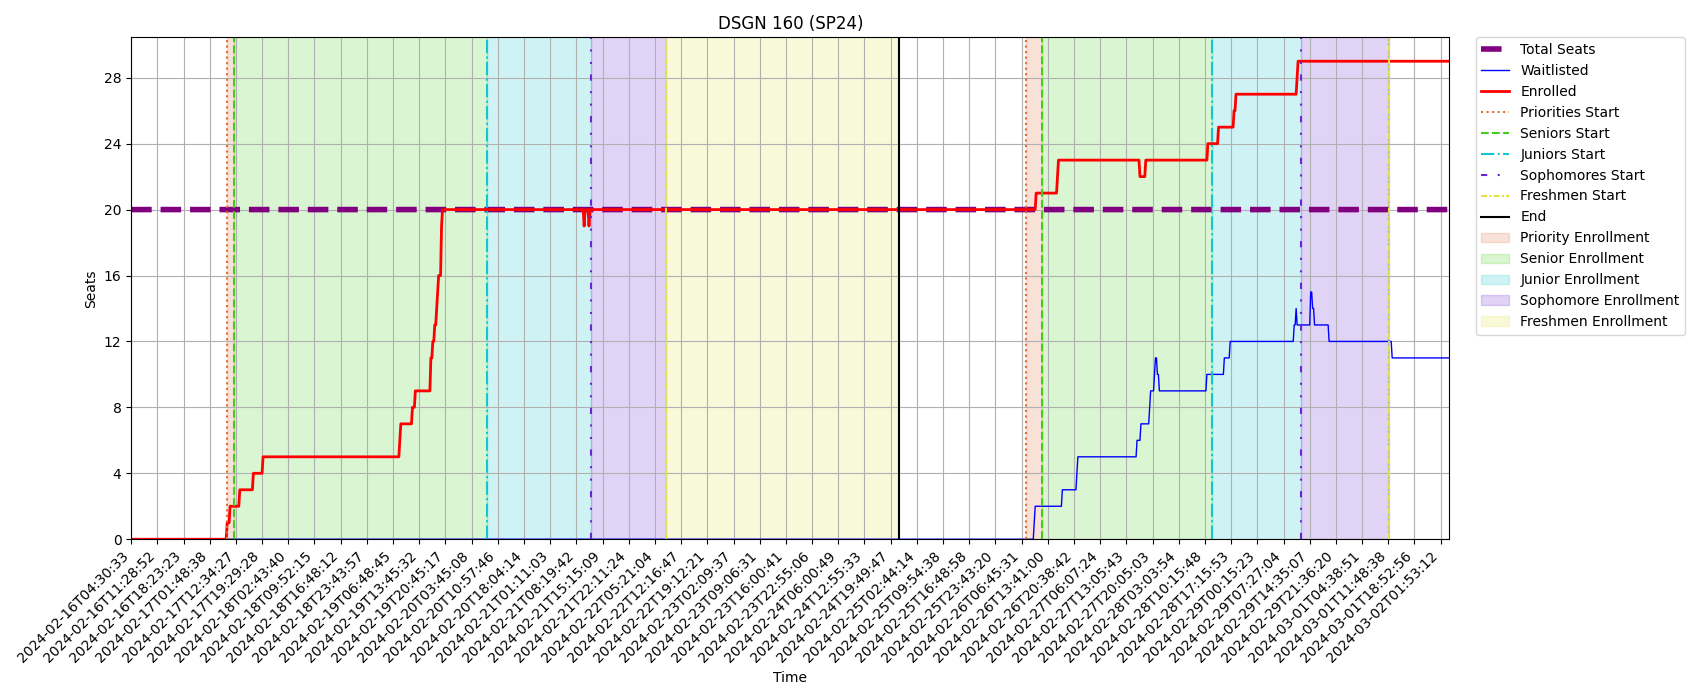 DSGN 160 (SP24)
Total Seats
Waitlisted
Enrolled
Priorities Start
Seniors Start
Juniors Start
Sophomores Start
Freshmen Start
End
Priority Enrollment
Senior Enrollment
Junior Enrollment
Sophomore Enrollment
Freshmen Enrollment
Seats
28
24
20
16
12
8
4
0
2024-02-16T04:30:33
2024-02-16T11:28:52
2024-02-16T18:23:23
2024-02-17T01:48:38
2024-02-17T12:34:27
2024-02-17T19:29:28
2024-02-18T02:43:40
2024-02-18T09:52:15
2024-02-18T16:48:12
2024-02-18T23:43:57
2024-02-19T06:48:45
2024-02-19T13:45:32
2024-02-19T20:45:17
2024-02-20T03:45:08
2024-02-20T10:57:46
2024-02-20T18:04:14
2024-02-21T01:11:03
2024-02-21T08:19:42
2024-02-21T15:15:09
2024-02-21T22:11:24
2024-02-22T05:21:04
2024-02-22T12:16:47
2024-02-22T19:12:21
2024-02-23T02:09:37
2024-02-23T09:06:31
2024-02-23T16:00:41
2024-02-23T22:55:06
2024-02-24T06:00:49
2024-02-24T12:55:33
2024-02-24T19:49:47
2024-02-25T02:44:14
2024-02-25T09:54:38
2024-02-25T16:48:58
2024-02-25T23:43:20
2024-02-26T06:45:31
2024-02-26T13:41:00
2024-02-26T20:38:42
2024-02-27T06:07:24
2024-02-27T13:05:43
2024-02-27T20:05:03
2024-02-28T03:03:54
2024-02-28T10:15:48
2024-02-28T17:15:53
2024-02-29T00:15:23
2024-02-29T07:27:04
2024-02-29T14:35:07
2024-02-29T21:36:20
2024-03-01T04:38:51
2024-03-01T11:48:38
2024-03-01T18:52:56
2024-03-02T01:53:12
Time